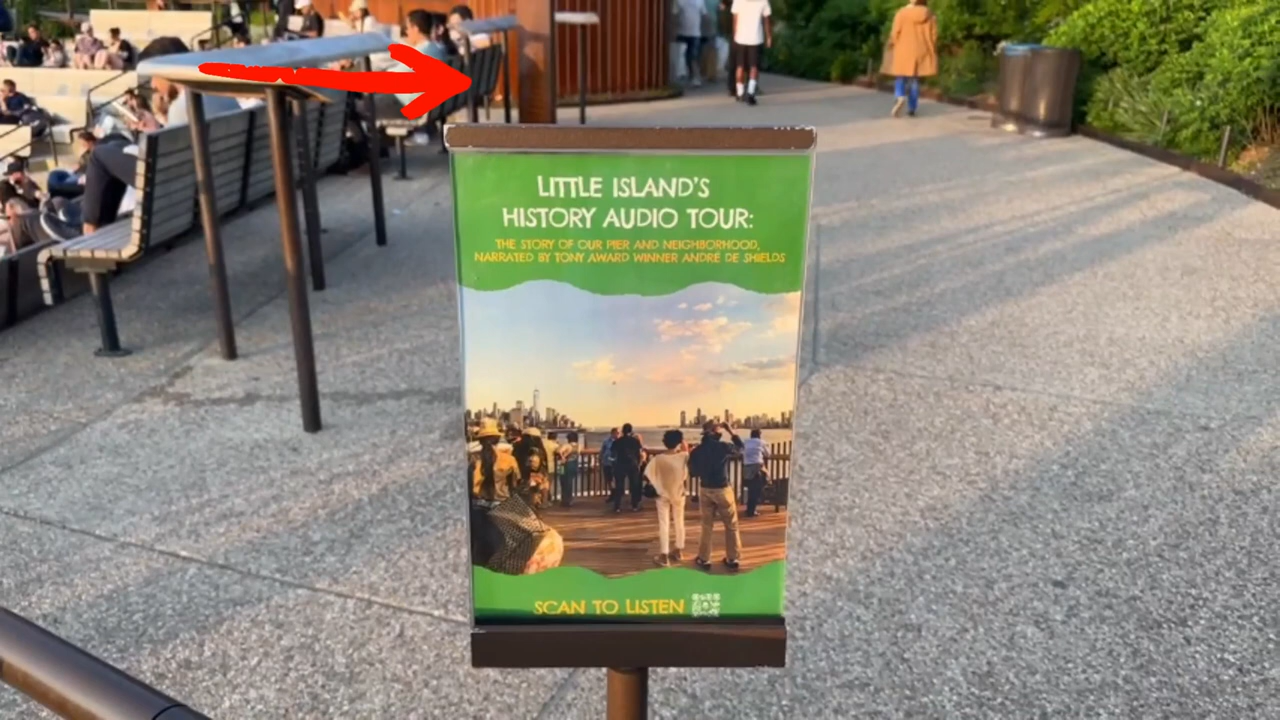 LITTLE ISLAND'S
HISTORY AUDIO TOUR:
THE STORY OF OUR PIER AND NEIGHBORHOOD,
NARRATED BY TONY AWARD WINNER ANDRÉ DE SHIELDS
SCAN TO LISTEN